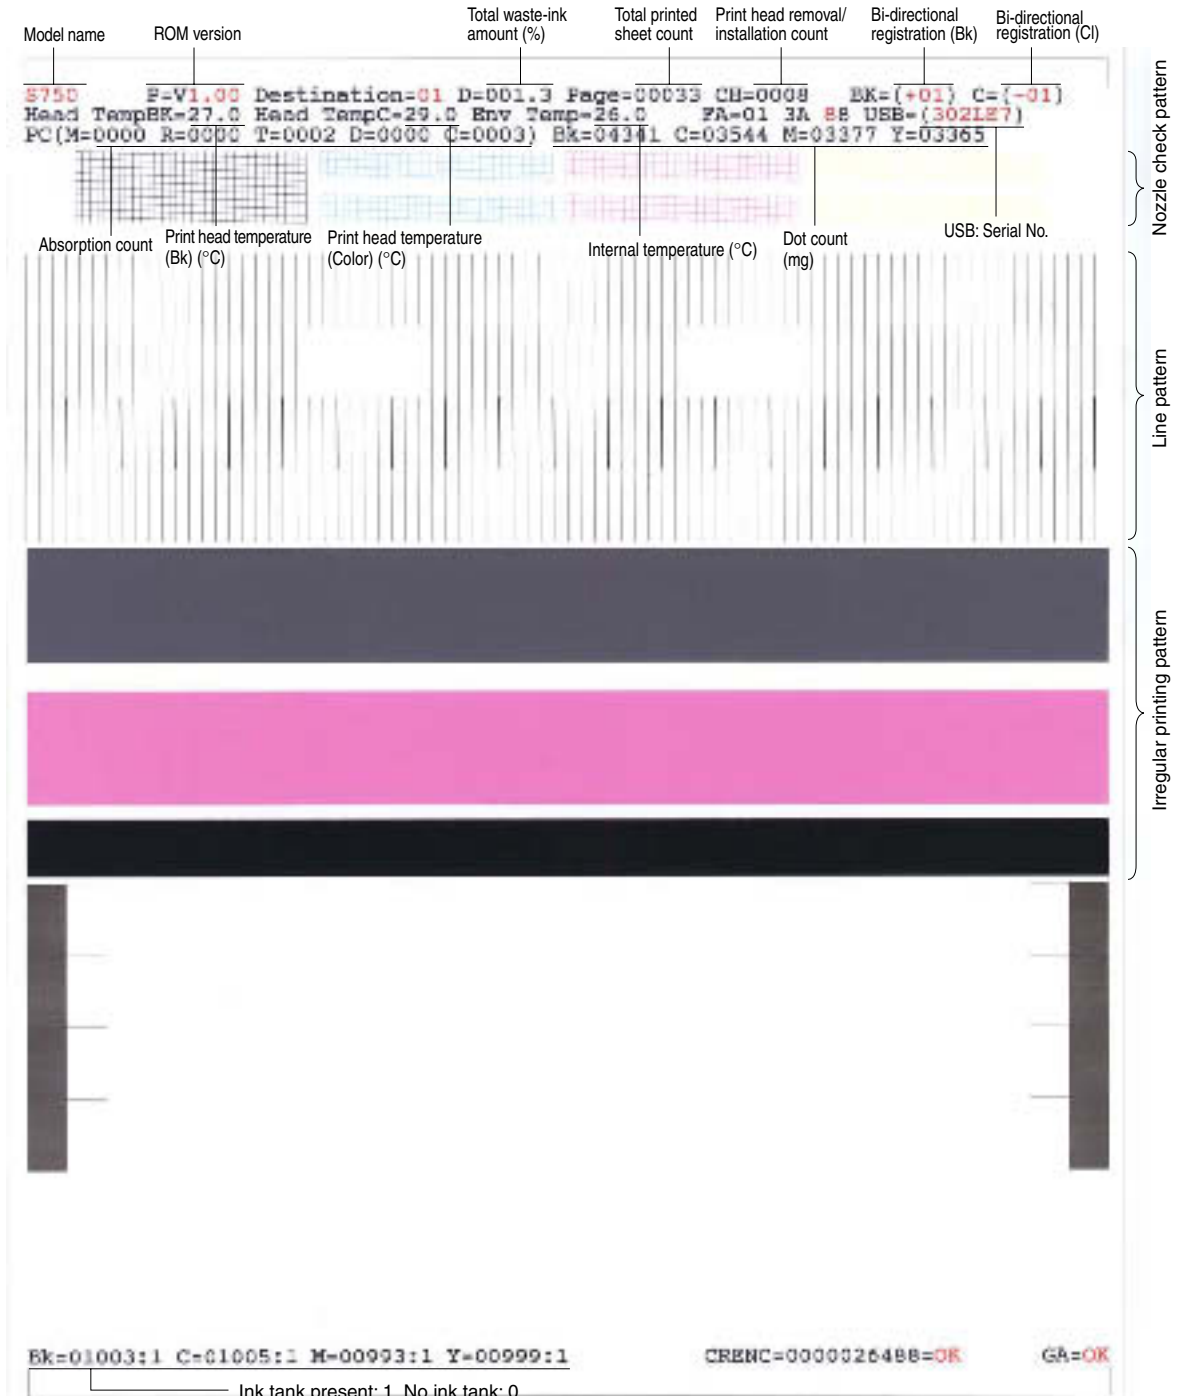 Model name
ROM version
Total waste-ink
amount (%)
Total printed
sheet count
Print head removal/
installation count
Bi-directional
registration (Bk)
Bi-directional
registration (Cl)
S750 P=V1.00 Destination=01 D=001.3 Page=00033 CH=0008 BK=(+01) C=(-01)
Head TempBK=27.0 Head TempC=29.0 Env Temp=26.0 FA=01 3A BB USB=(302LE7)
PC(M=0000 R=0000 T=0002 D=0000 C=0003) Bk=04341 C=03544 M=03377 Y=03365
Absorption count
Print head temperature
(Bk) (°C)
Print head temperature
(Color) (°C)
Internal temperature (°C)
Dot count
(mg)
USB: Serial No.
Nozzle check pattern
Line pattern
Irregular printing pattern
Bk=01003:1 C=01005:1 M=00993:1 Y=00999:1 CRENC=0000026488=OK GA=OK
Ink tank present: 1, No ink tank: 0